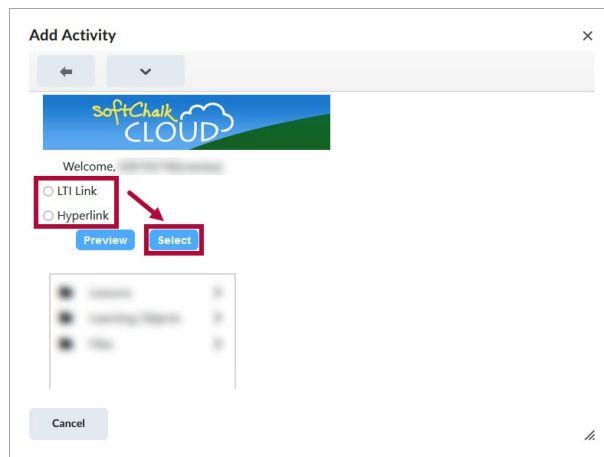 Add Activity
SoftChalk
CLOUD
Welcome,
LTI Link
Hyperlink
Preview Select
Cancel